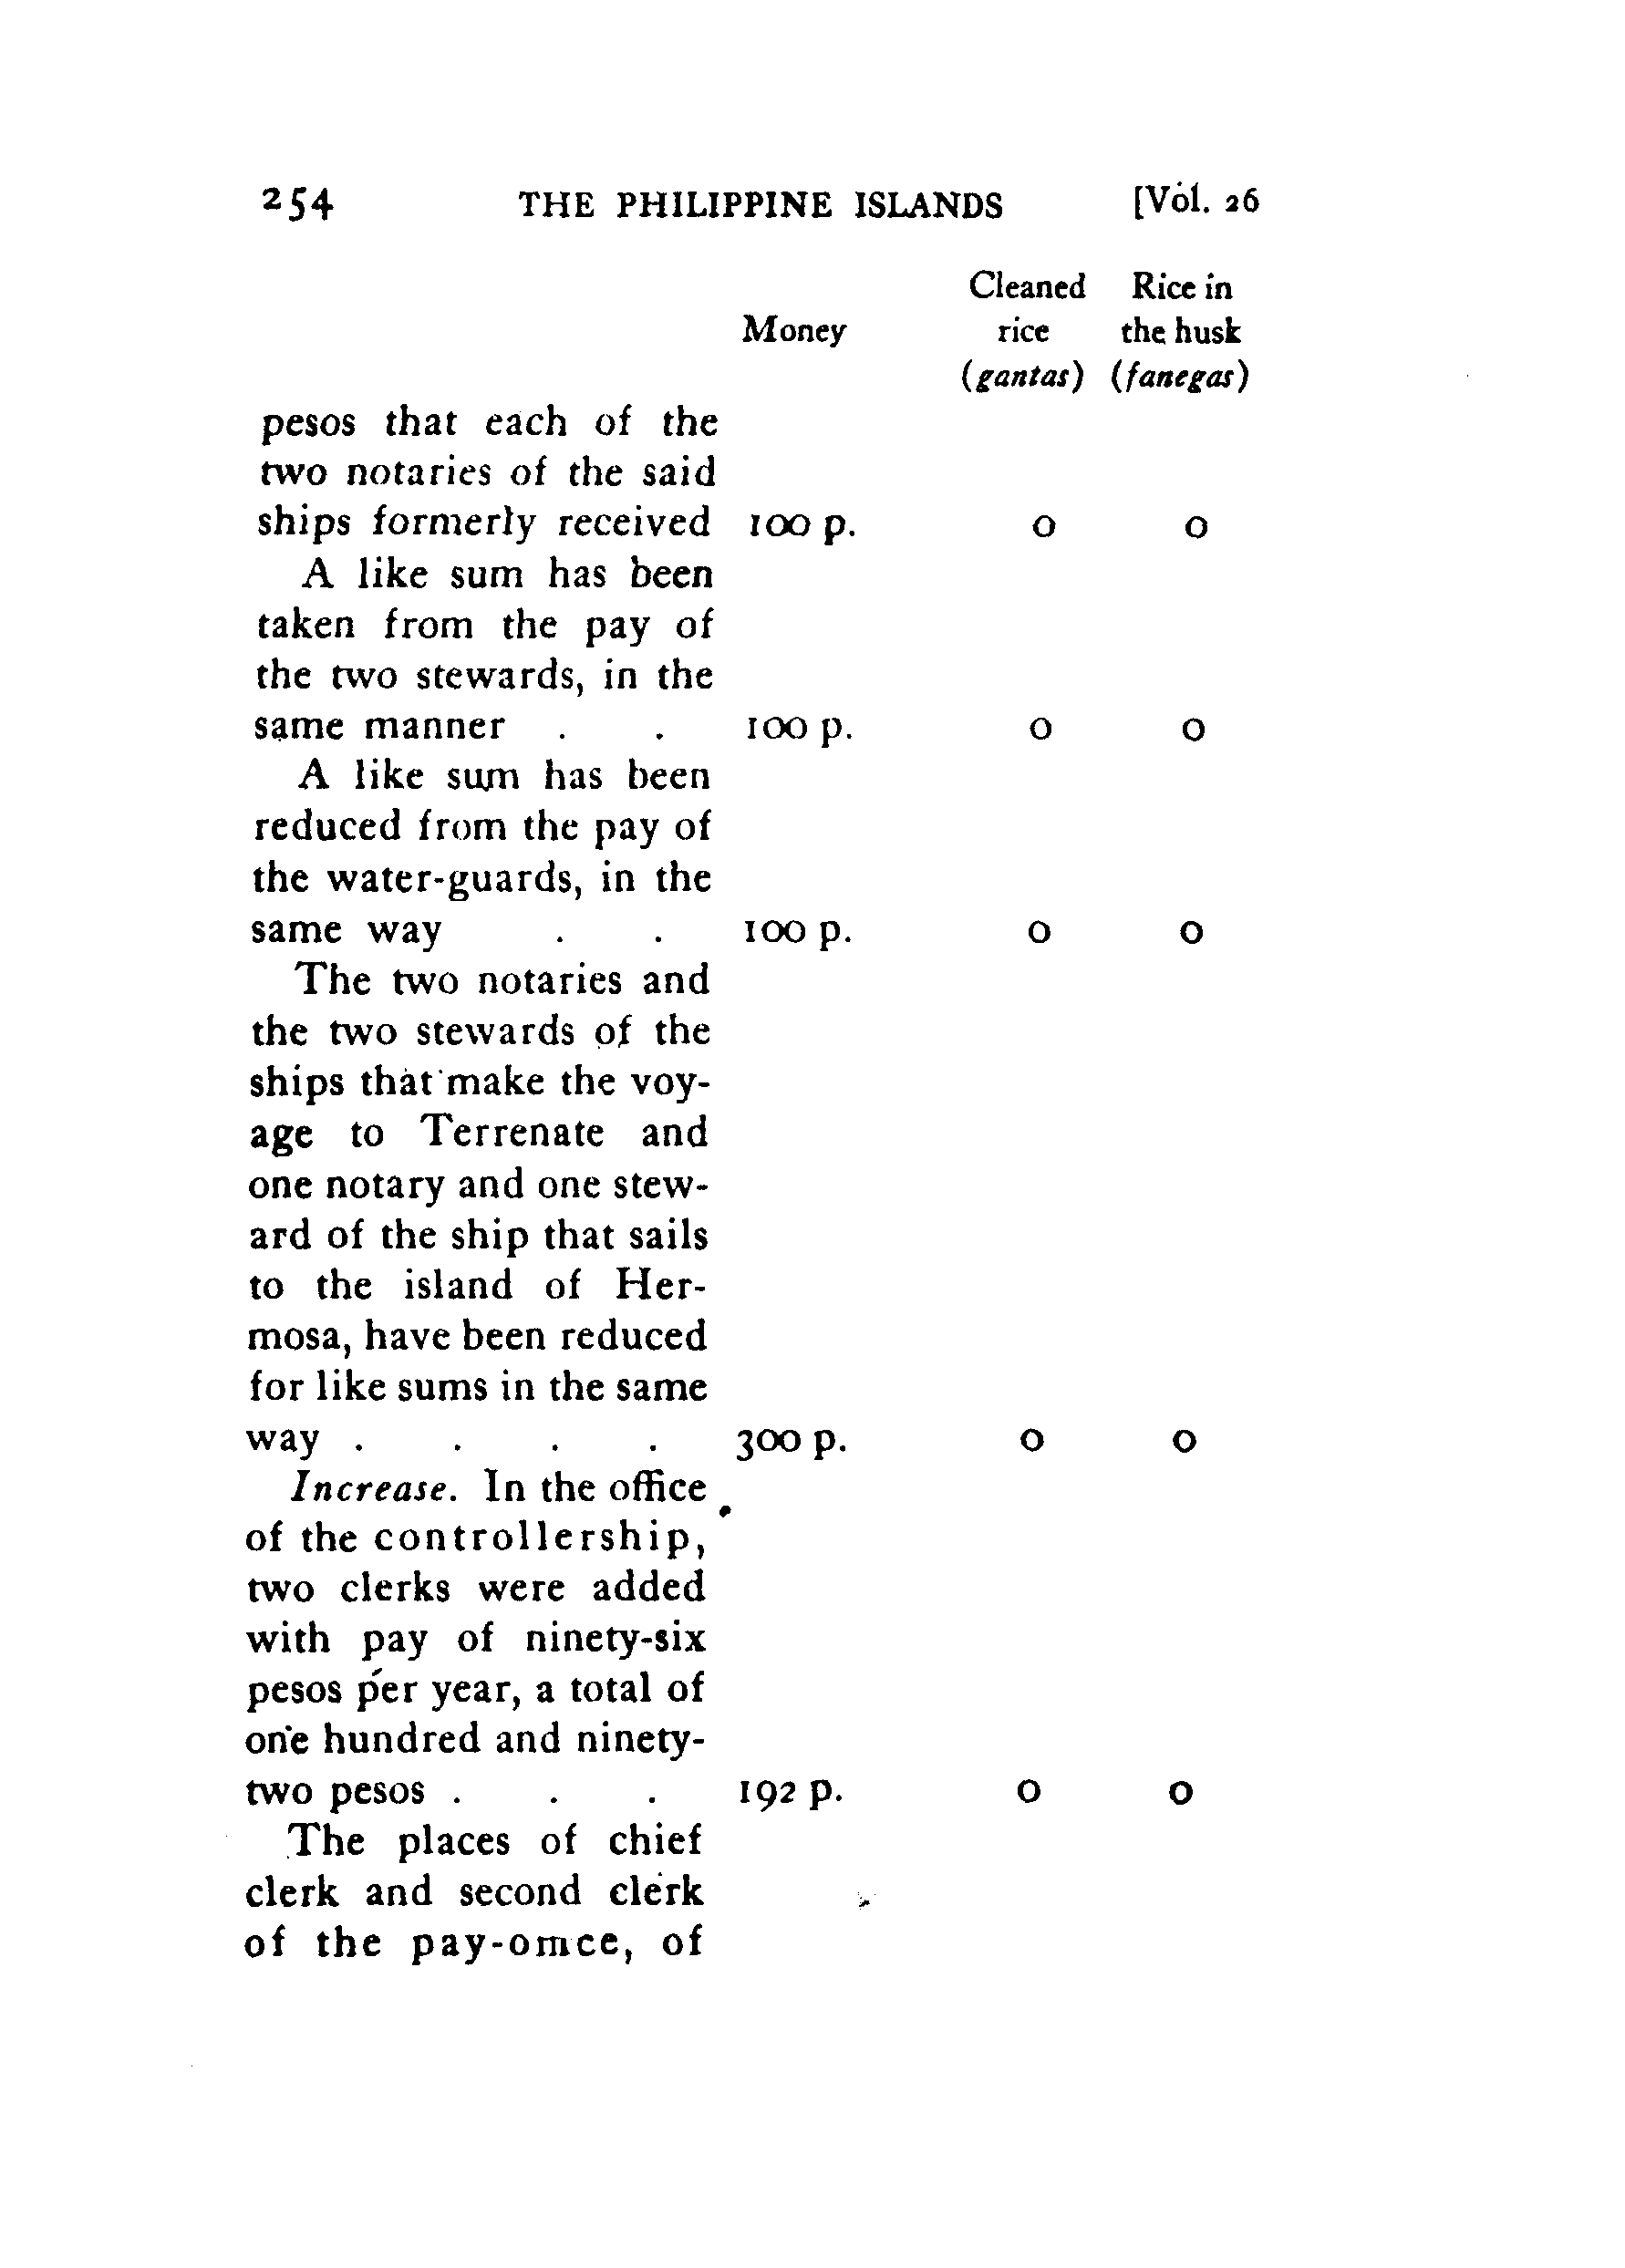 254 THE PHILIPPINE ISLANDS [Vol. 26
Cleaned Rice in
Money rice the husk
(gantas) (fanegas)
pesos that each of the
two notaries of the said
ships formerly received 100 p. 0 0
A like sum has been
taken from the pay of
the two stewards, in the
same manner . . 100 p. 0 0
A like sum has been
reduced from the pay of
the water-guards, in the
same way . . 100 p. 0 0
The two notaries and
the two stewards of the
ships that make the voy-
age to Terrenate and
one notary and one stew-
ard of the ship that sails
to the island of Her-
mosa, have been reduced
for like sums in the same
way . . . . 300 p. 0 0
Increase. In the office
of the controllership,
two clerks were added
with pay of ninety-six
pesos per year, a total of
one hundred and ninety-
two pesos . . . 192 p. 0 0
The places of chief
clerk and second clerk
of the pay-office, of